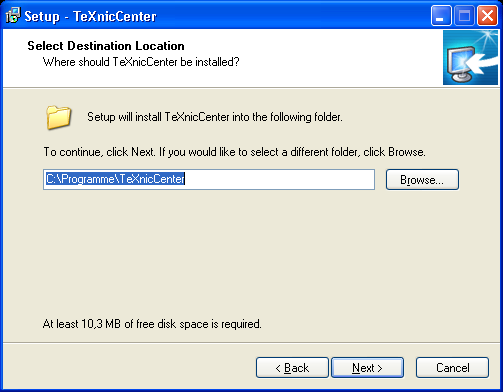 Setup - TeXnicCenter
Select Destination Location
Where should TeXnicCenter be installed?
Setup will install TeXnicCenter into the following folder.
To continue, click Next. If you would like to select a different folder, click Browse.
C:\Programme\TeXnicCenter
Browse...
At least 10,3 MB of free disk space is required.
< Back
Next >
Cancel